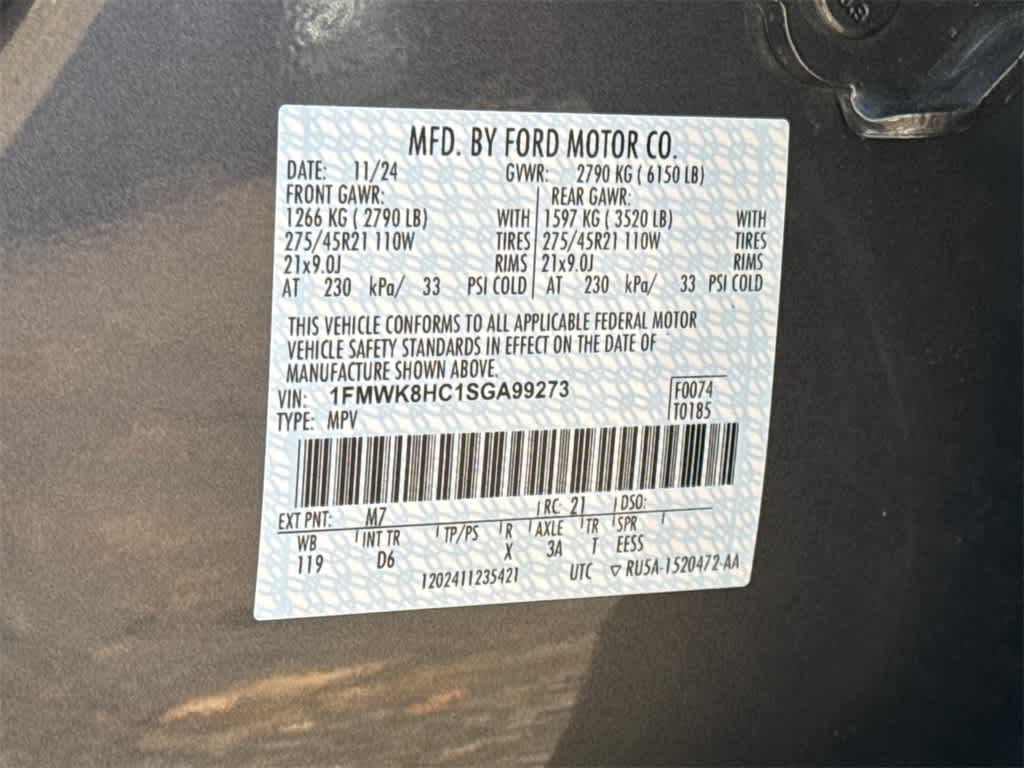 MFD. BY FORD MOTOR CO.
DATE: 11/24 GVWR: 2790 KG ( 6150 LB)
FRONT GAWR: REAR GAWR:
1266 KG ( 2790 LB) WITH 1597 KG ( 3520 LB) WITH
275/45R21 110W TIRES 275/45R21 110W TIRES
21x9.0J RIMS 21x9.0J RIMS
AT 230 kPa/ 33 PSI COLD AT 230 kPa/ 33 PSI COLD
THIS VEHICLE CONFORMS TO ALL APPLICABLE FEDERAL MOTOR
VEHICLE SAFETY STANDARDS IN EFFECT ON THE DATE OF
MANUFACTURE SHOWN ABOVE.
VIN: 1FMWK8HC1SGA99273 F0074
TYPE: MPV T0185
EXT PNT: M7 RC: 21 DSO:
WB INT TR TP/PS R AXLE TR SPR
119 D6 X 3A T EESS
1202411235421 UTC ▽ RU5A-1520472-AA